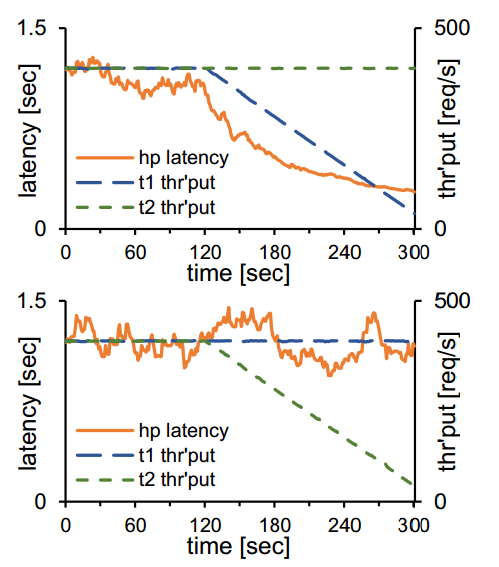 1.5
500
latency [sec]
thr'put [req/s]
hp latency
t1 thr'put
t2 thr'put
0
0
0 60 120 180 240 300
time [sec]
1.5
500
latency [sec]
thr'put [req/s]
hp latency
t1 thr'put
t2 thr'put
0
0
0 60 120 180 240 300
time [sec]